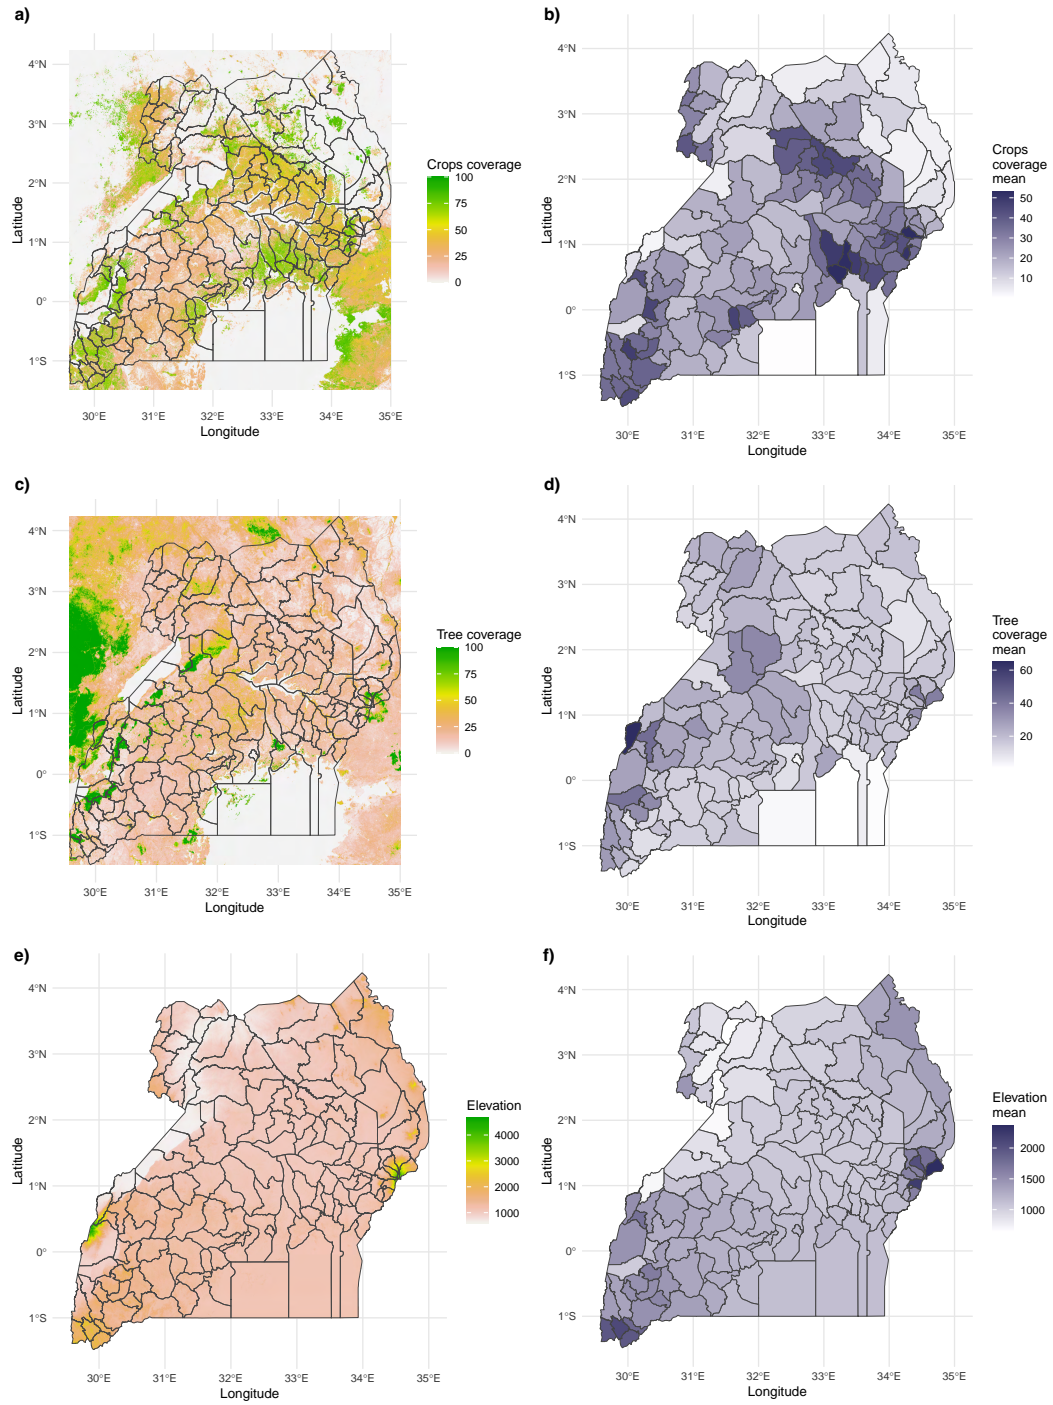 a)
4°N
3°N
2°N
1°N
0°
1°S
Latitude
30°E 31°E 32°E 33°E 34°E 35°E
Longitude
Crops coverage
100
75
50
25
0
b)
4°N
3°N
2°N
1°N
0°
1°S
Latitude
30°E 31°E 32°E 33°E 34°E 35°E
Longitude
Crops
coverage
mean
50
40
30
20
10
c)
4°N
3°N
2°N
1°N
0°
1°S
Latitude
30°E 31°E 32°E 33°E 34°E 35°E
Longitude
Tree coverage
100
75
50
25
0
d)
4°N
3°N
2°N
1°N
0°
1°S
Latitude
30°E 31°E 32°E 33°E 34°E 35°E
Longitude
Tree
coverage
mean
60
40
20
e)
4°N
3°N
2°N
1°N
0°
1°S
Latitude
30°E 31°E 32°E 33°E 34°E 35°E
Longitude
Elevation
4000
3000
2000
1000
f)
4°N
3°N
2°N
1°N
0°
1°S
Latitude
30°E 31°E 32°E 33°E 34°E 35°E
Longitude
Elevation
mean
2000
1500
1000